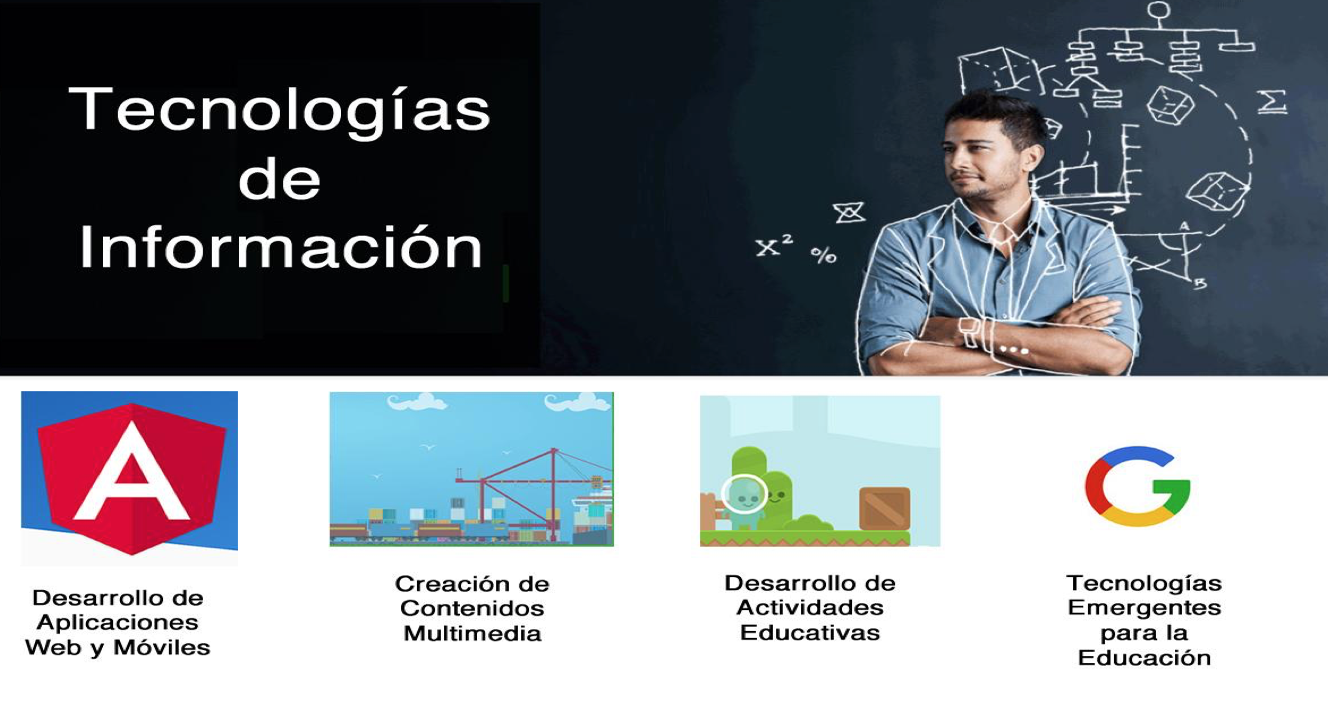 Tecnologías
de
Información
X² %
Σ
A
B
A
Desarrollo de
Aplicaciones
Web y Móviles
Creación de
Contenidos
Multimedia
Desarrollo de
Actividades
Educativas
G
Tecnologías
Emergentes
para la
Educación